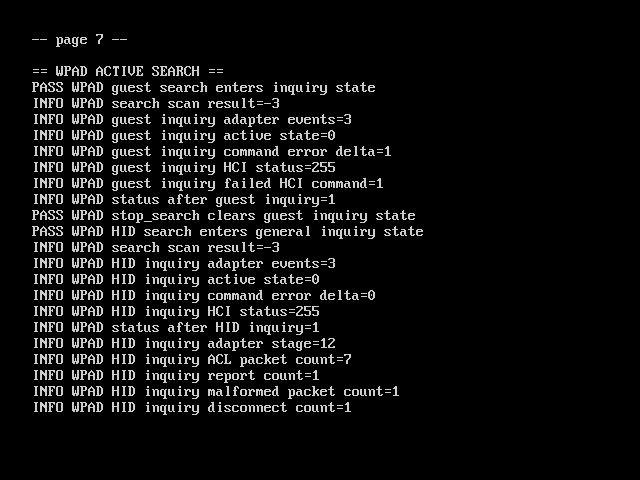 -- page 7 --
== WPAD ACTIVE SEARCH ==
PASS WPAD guest search enters inquiry state
INFO WPAD search scan result=-3
INFO WPAD guest inquiry adapter events=3
INFO WPAD guest inquiry active state=0
INFO WPAD guest inquiry command error delta=1
INFO WPAD guest inquiry HCI status=255
INFO WPAD guest inquiry failed HCI command=1
INFO WPAD status after guest inquiry=1
PASS WPAD stop_search clears guest inquiry state
PASS WPAD HID search enters general inquiry state
INFO WPAD search scan result=-3
INFO WPAD HID inquiry adapter events=3
INFO WPAD HID inquiry active state=0
INFO WPAD HID inquiry command error delta=0
INFO WPAD HID inquiry HCI status=255
INFO WPAD status after HID inquiry=1
INFO WPAD HID inquiry adapter stage=12
INFO WPAD HID inquiry ACL packet count=7
INFO WPAD HID inquiry report count=1
INFO WPAD HID inquiry malformed packet count=1
INFO WPAD HID inquiry disconnect count=1